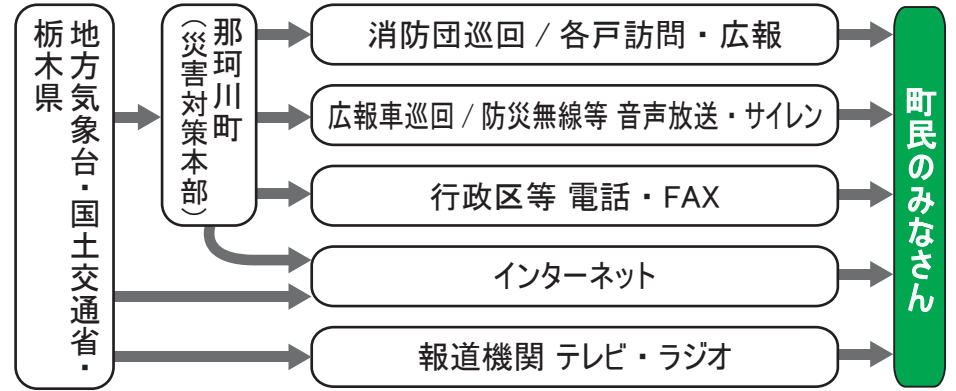 地方気象台・国土交通省・
栃木県
那珂川町
（災害対策本部）
消防団巡回 / 各戸訪問・広報
広報車巡回 / 防災無線等 音声放送・サイレン
行政区等 電話・FAX
インターネット
報道機関 テレビ・ラジオ
町民のみなさん